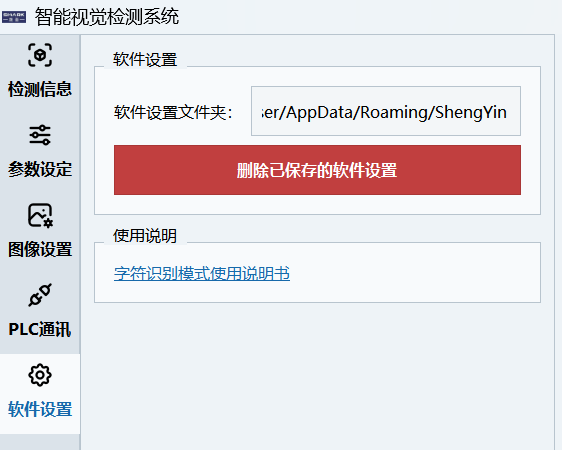 智能视觉检测系统
检测信息
参数设定
图像设置
PLC通讯
软件设置
软件设置
软件设置文件夹：
ser/AppData/Roaming/ShengYin
删除已保存的软件设置
使用说明
字符识别模式使用说明书